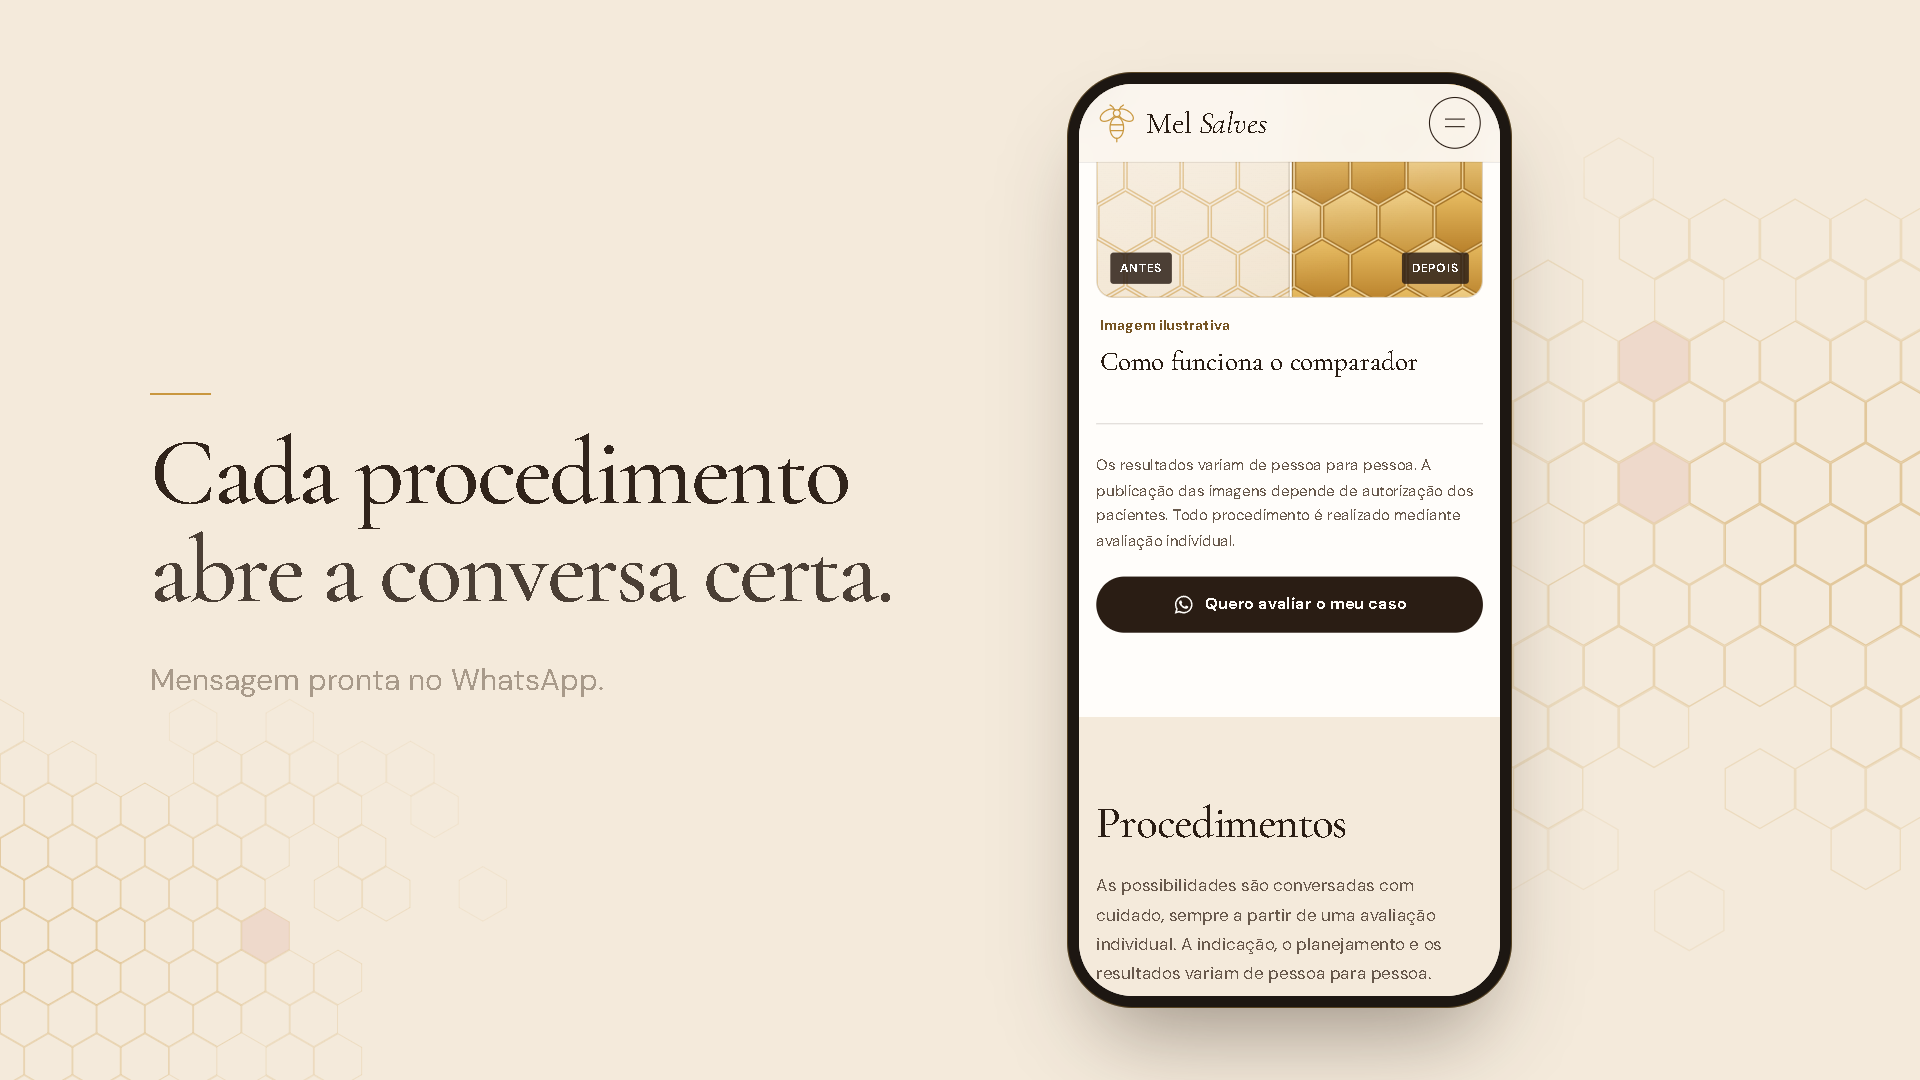 Cada procedimento
abre a conversa certa.
Mensagem pronta no WhatsApp.
Mel Salves
ANTES
DEPOIS
Imagem ilustrativa
Como funciona o comparador
Os resultados variam de pessoa para pessoa. A
publicação das imagens depende de autorização dos
pacientes. Todo procedimento é realizado mediante
avaliação individual.
Quero avaliar o meu caso
Procedimentos
As possibilidades são conversadas com
cuidado, sempre a partir de uma avaliação
individual. A indicação, o planejamento e os
resultados variam de pessoa para pessoa.